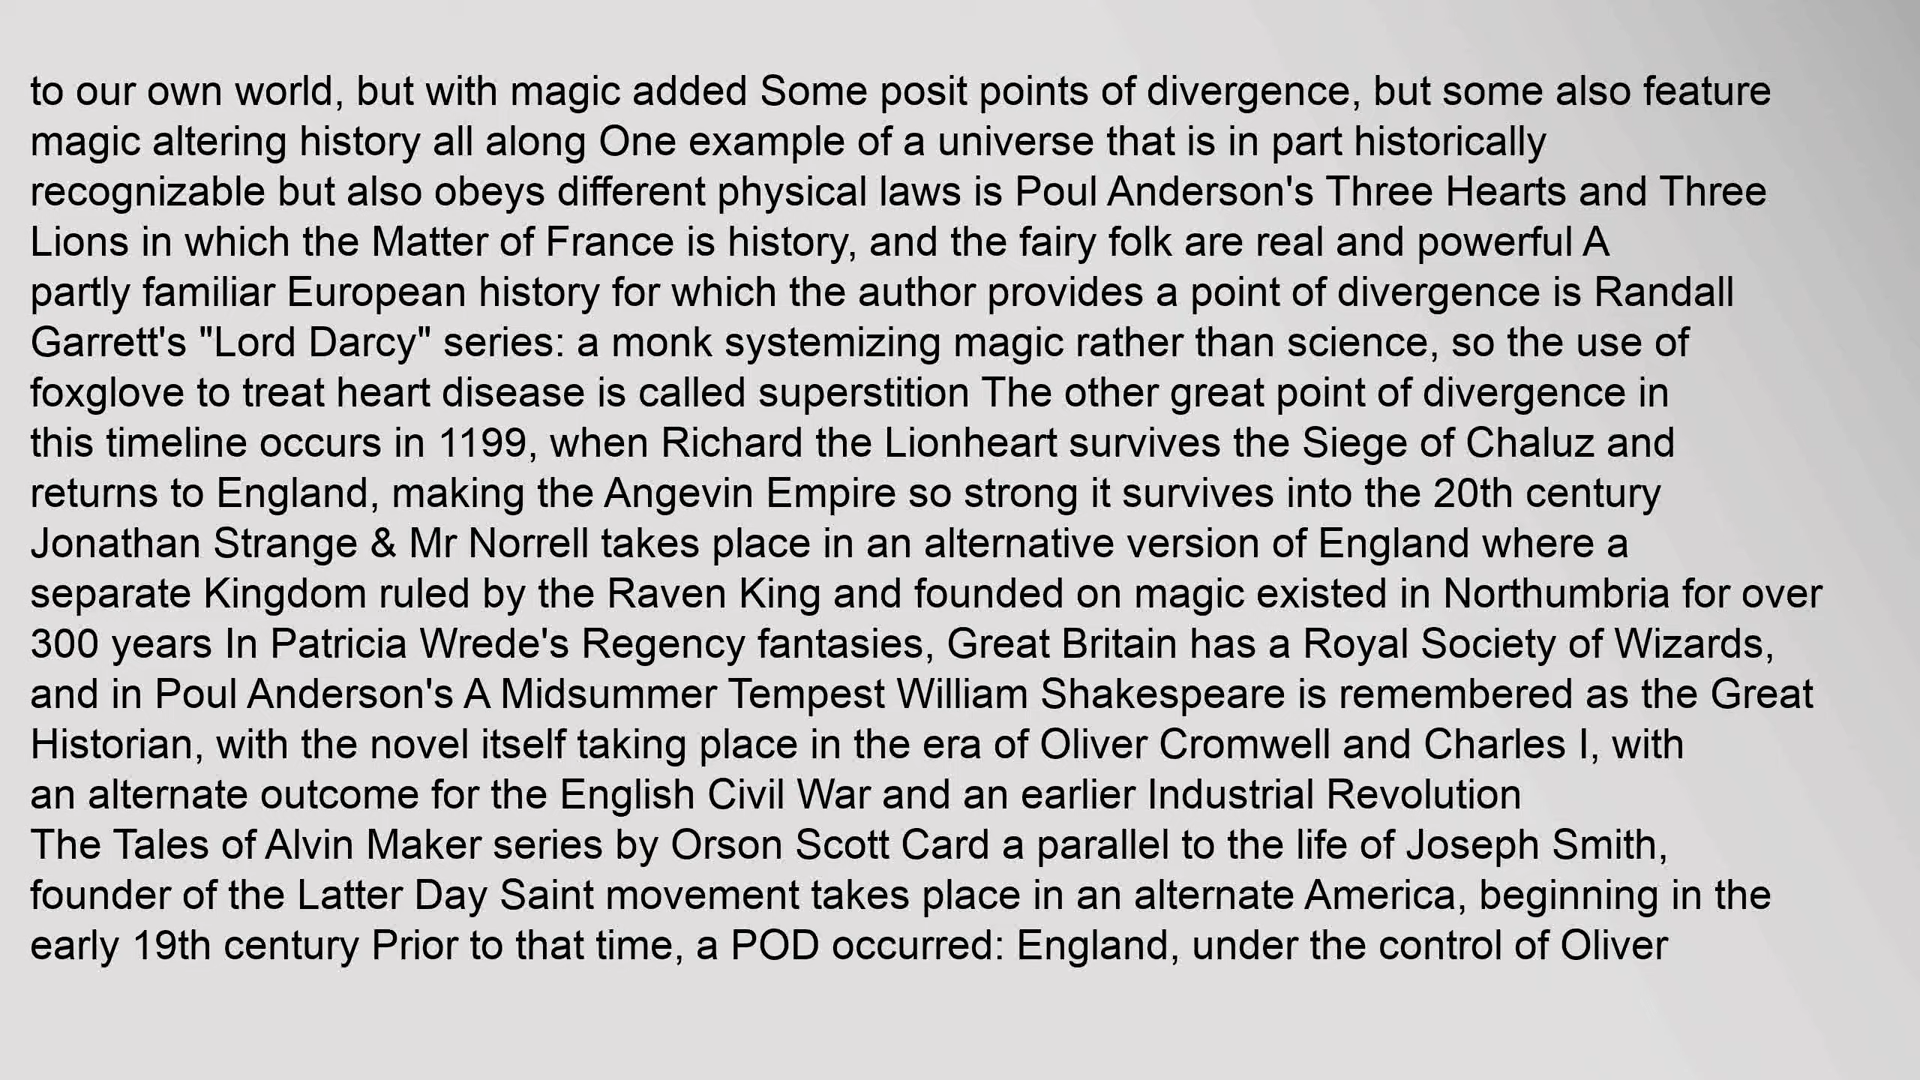 to our own world, but with magic added Some posit points of divergence, but some also feature
magic altering history all along One example of a universe that is in part historically
recognizable but also obeys different physical laws is Poul Anderson's Three Hearts and Three
Lions in which the Matter of France is history, and the fairy folk are real and powerful A
partly familiar European history for which the author provides a point of divergence is Randall
Garrett's "Lord Darcy" series: a monk systemizing magic rather than science, so the use of
foxglove to treat heart disease is called superstition The other great point of divergence in
this timeline occurs in 1199, when Richard the Lionheart survives the Siege of Chaluz and
returns to England, making the Angevin Empire so strong it survives into the 20th century
Jonathan Strange & Mr Norrell takes place in an alternative version of England where a
separate Kingdom ruled by the Raven King and founded on magic existed in Northumbria for over
300 years In Patricia Wrede's Regency fantasies, Great Britain has a Royal Society of Wizards,
and in Poul Anderson's A Midsummer Tempest William Shakespeare is remembered as the Great
Historian, with the novel itself taking place in the era of Oliver Cromwell and Charles I, with
an alternate outcome for the English Civil War and an earlier Industrial Revolution
The Tales of Alvin Maker series by Orson Scott Card a parallel to the life of Joseph Smith,
founder of the Latter Day Saint movement takes place in an alternate America, beginning in the
early 19th century Prior to that time, a POD occurred: England, under the control of Oliver